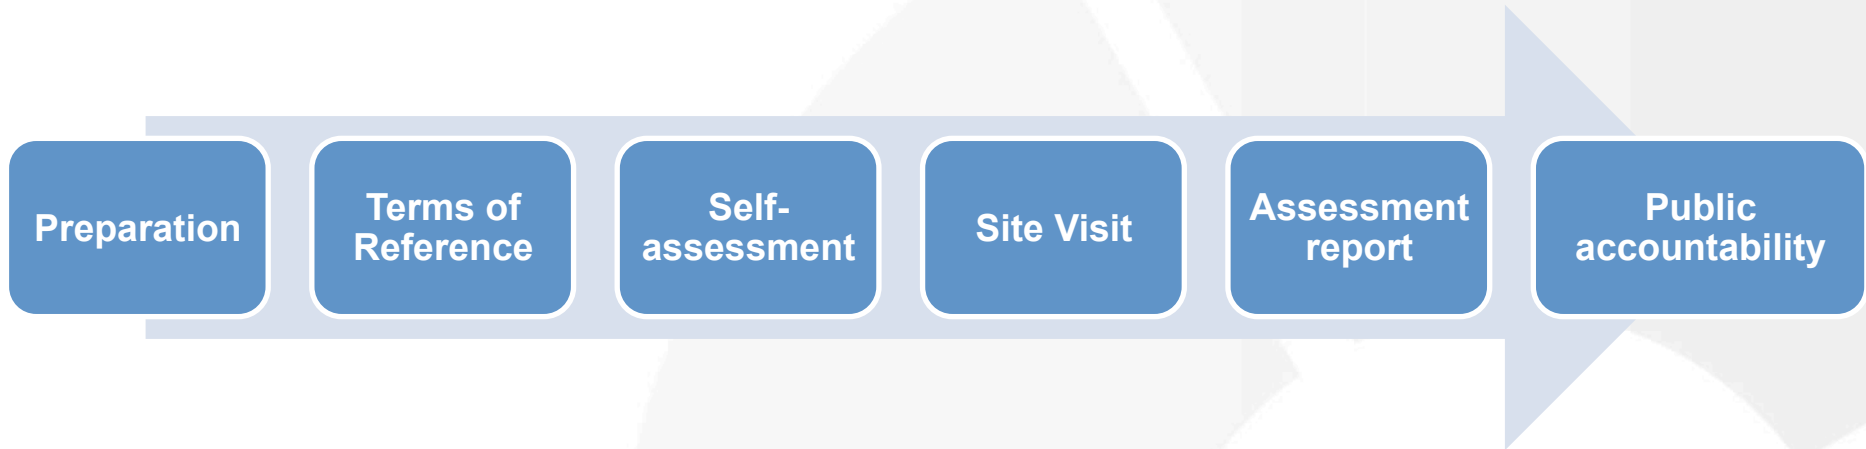 Preparation
Terms of
Reference
Self-
assessment
Site Visit
Assessment
report
Public
accountability